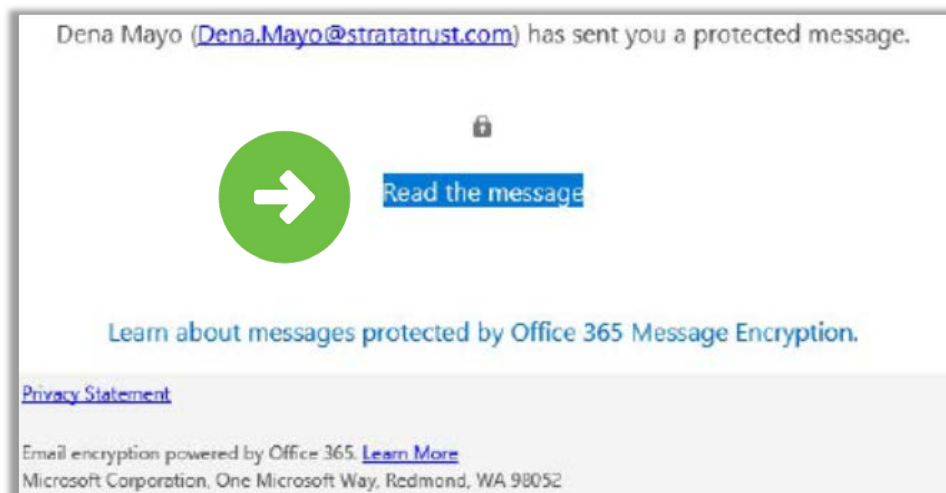 Dena Mayo (Dena.Mayo@stratatrust.com) has sent you a protected message.
Read the message
Learn about messages protected by Office 365 Message Encryption.
Privacy Statement
Email encryption powered by Office 365. Learn More
Microsoft Corporation, One Microsoft Way, Redmond, WA 98052